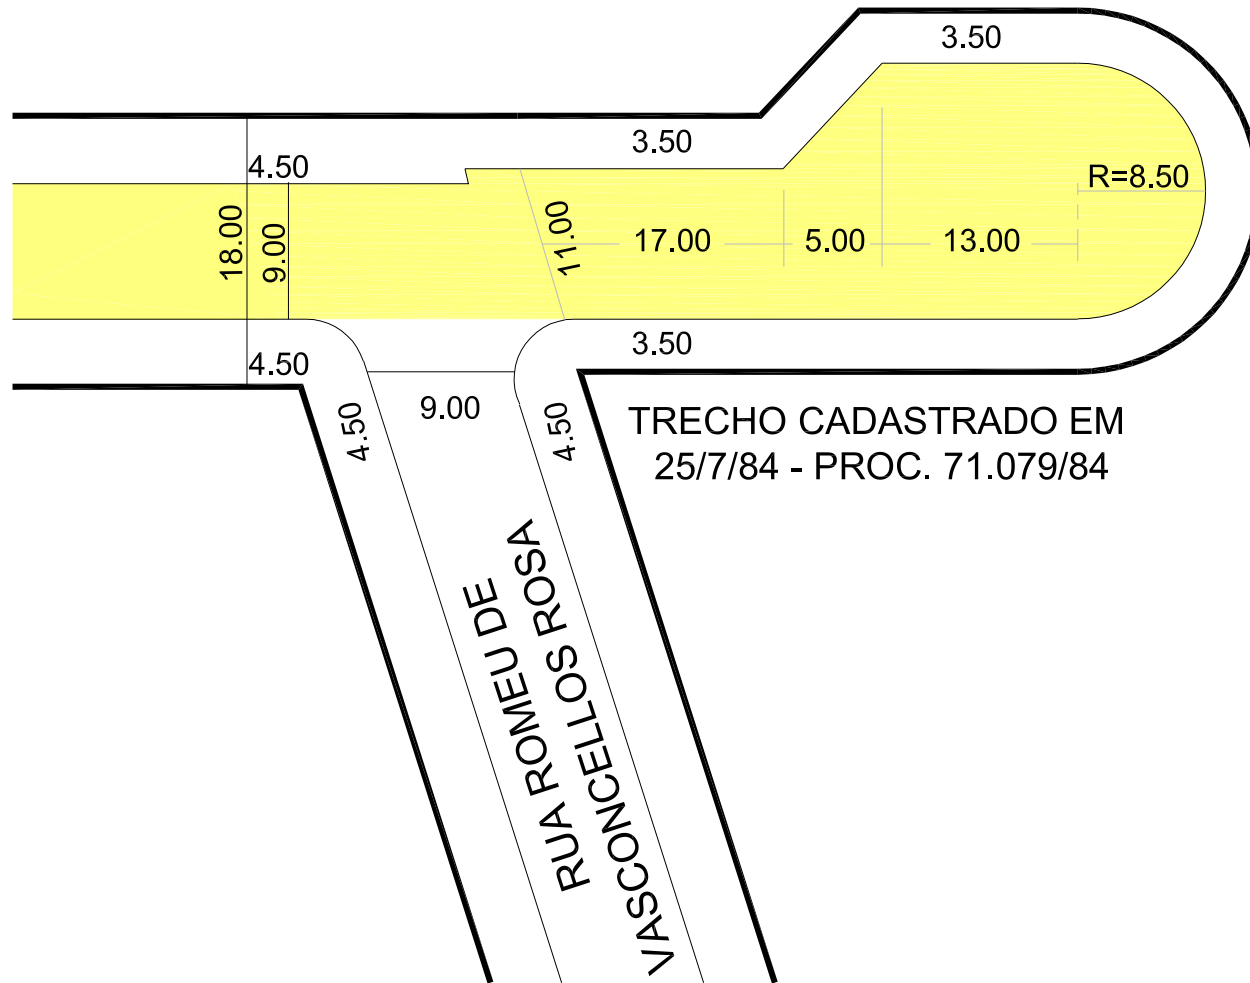 3.50
3.50
4.50
R=8.50
18.00
9.00
11.00
17.00
5.00
13.00
3.50
4.50
9.00
4.50
4.50
TRECHO CADASTRADO EM
25/7/84 - PROC. 71.079/84
RUA ROMEU DE
VASCONCELLOS ROSA